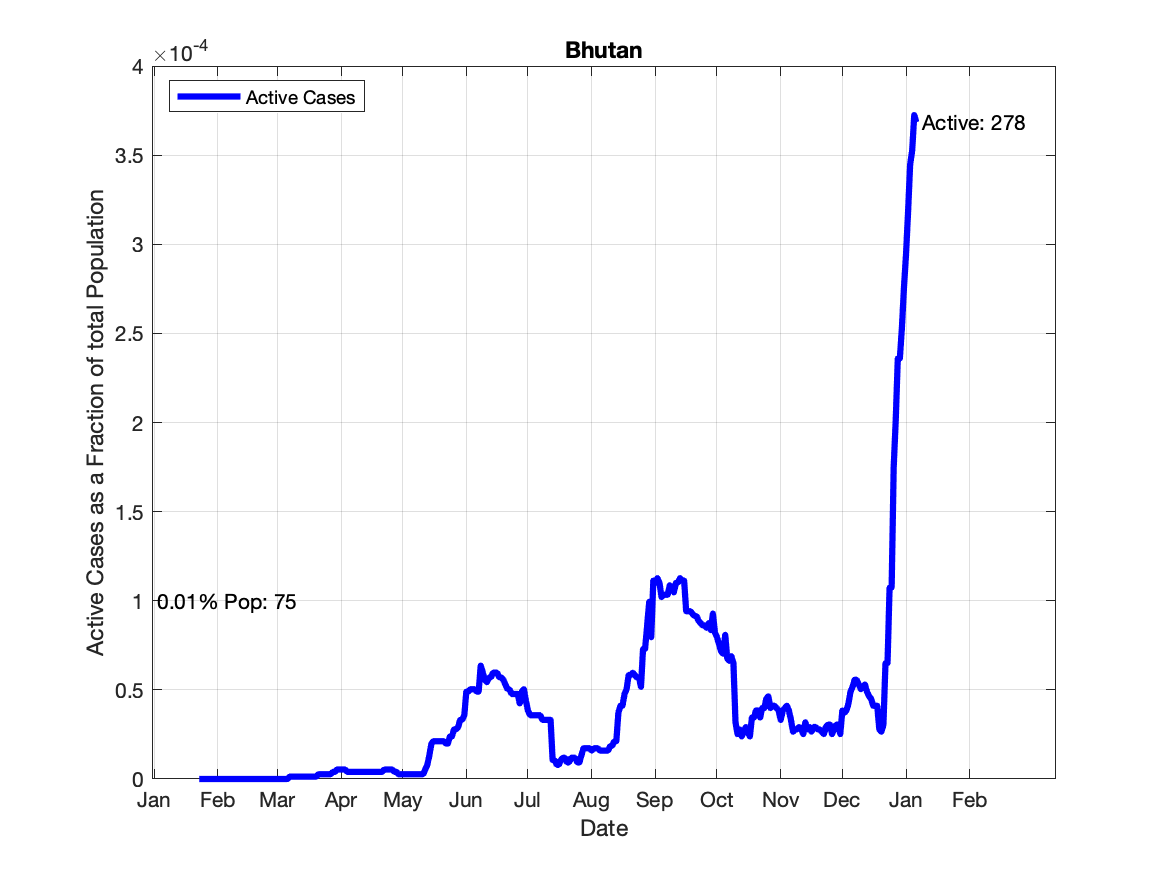 Bhutan
×10-4
Active Cases
4
3.5
3
2.5
2
1.5
1
0.5
0
Active Cases as a Fraction of total Population
Active: 278
0.01% Pop: 75
Jan Feb Mar Apr May Jun Jul Aug Sep Oct Nov Dec Jan Feb
Date